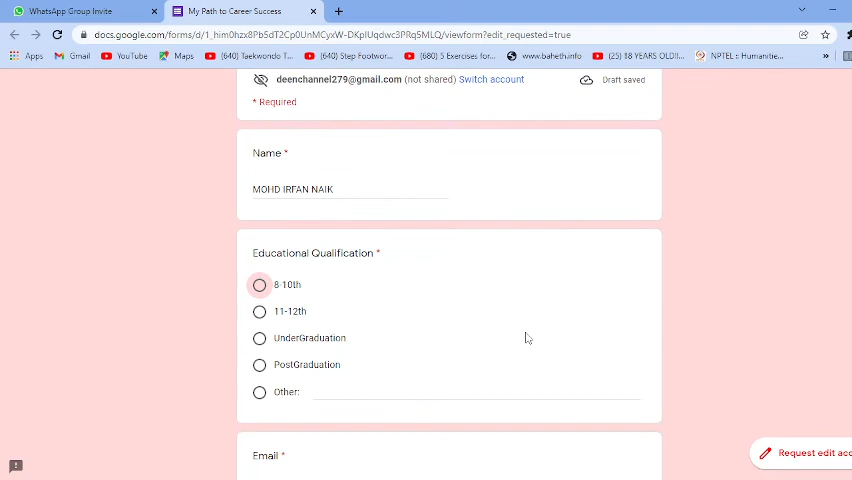 WhatsApp Group Invite
My Path to Career Success
docs.google.com/forms/d/1_him0hzx8Pb5dT2Cp0UnMCyxW-DKplUqdwc3PRq5MLQ/viewform?edit_requested=true
Apps
Gmail
YouTube
Maps
(640) Taekwondo T...
(640) Step Footwor...
(680) 5 Exercises for...
www.baheth.info
(25) 18 YEARS OLD!!...
NPTEL :: Humanitie...
deenchannel279@gmail.com (not shared) Switch account
Draft saved
* Required
Name *
MOHD IRFAN NAIK
Educational Qualification *
8-10th
11-12th
UnderGraduation
PostGraduation
Other:
Email *
Request edit acc